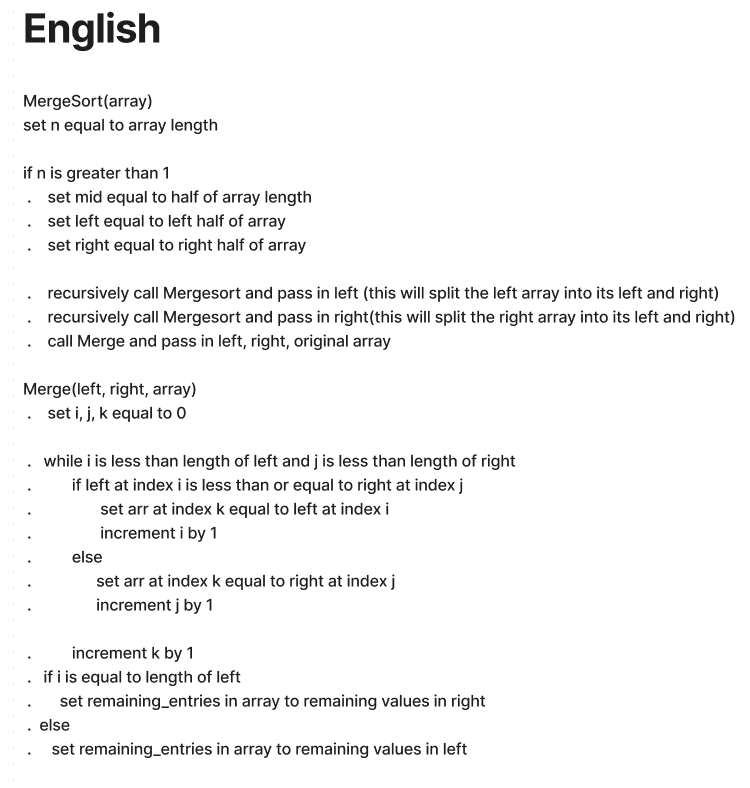 English
MergeSort(array)
set n equal to array length
if n is greater than 1
. set mid equal to half of array length
. set left equal to left half of array
. set right equal to right half of array
. recursively call Mergesort and pass in left (this will split the left array into its left and right)
. recursively call Mergesort and pass in right(this will split the right array into its left and right)
. call Merge and pass in left, right, original array
Merge(left, right, array)
. set i, j, k equal to 0
. while i is less than length of left and j is less than length of right
. if left at index i is less than or equal to right at index j
. set arr at index k equal to left at index i
. increment i by 1
. else
. set arr at index k equal to right at index j
. increment j by 1
. increment k by 1
. if i is equal to length of left
. set remaining_entries in array to remaining values in right
. else
. set remaining_entries in array to remaining values in left